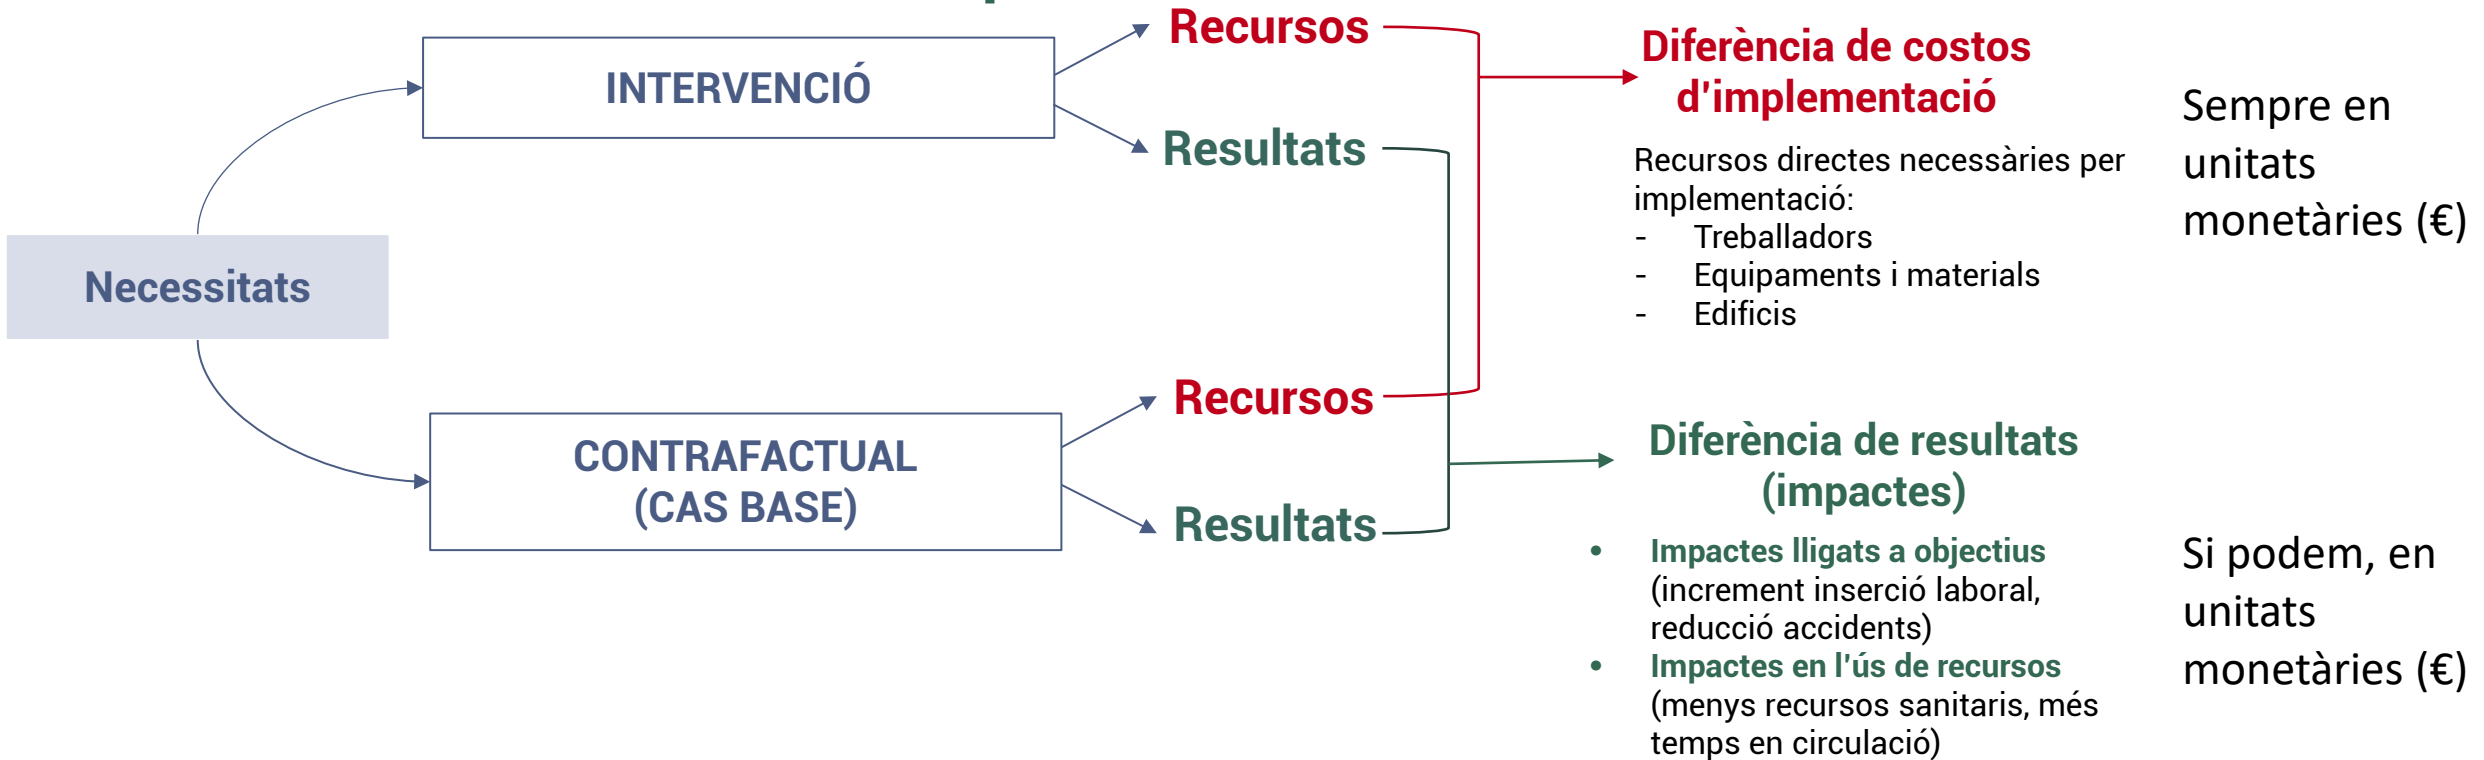 Recursos
INTERVENCIÓ
Resultats
Diferència de costos
d'implementació
Recursos directes necessàries per
implementació:
- Treballadors
- Equipaments i materials
- Edificis
Sempre en
unitats
monetàries (€)
Necessitats
Recursos
CONTRAFACTUAL
(CAS BASE)
Resultats
Diferència de resultats
(impactes)
• Impactes lligats a objectius
(increment inserció laboral,
reducció accidents)
• Impactes en l'ús de recursos
(menys recursos sanitaris, més
temps en circulació)
Si podem, en
unitats
monetàries (€)